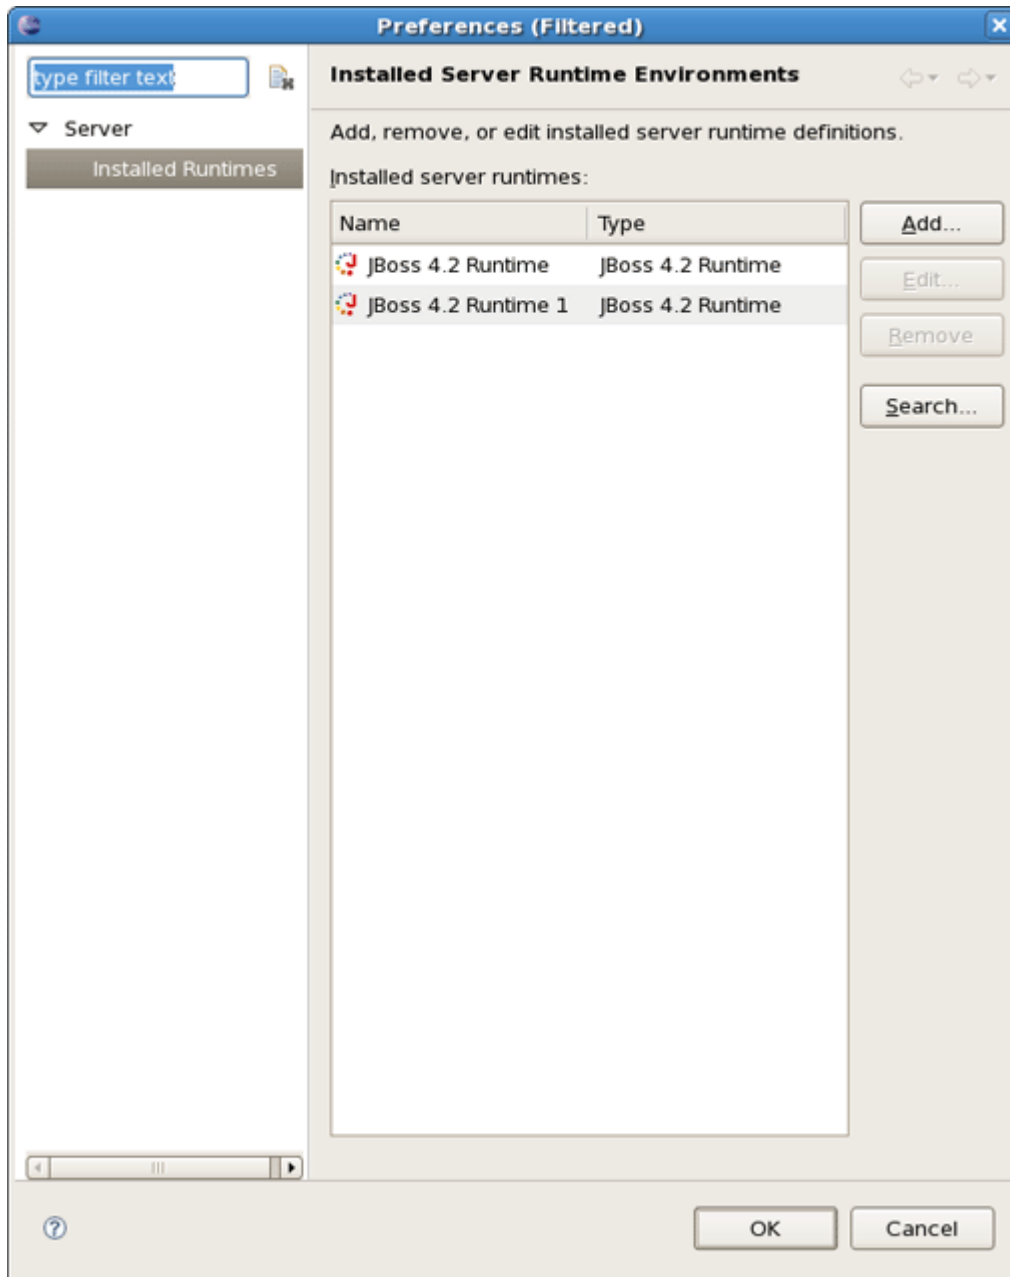 Preferences (Filtered)
type filter text
Server
Installed Runtimes
Installed Server Runtime Environments
Add, remove, or edit installed server runtime definitions.
Installed server runtimes:
Name Type
JBoss 4.2 Runtime JBoss 4.2 Runtime
JBoss 4.2 Runtime 1 JBoss 4.2 Runtime
Add...
Edit...
Remove
Search...
OK Cancel